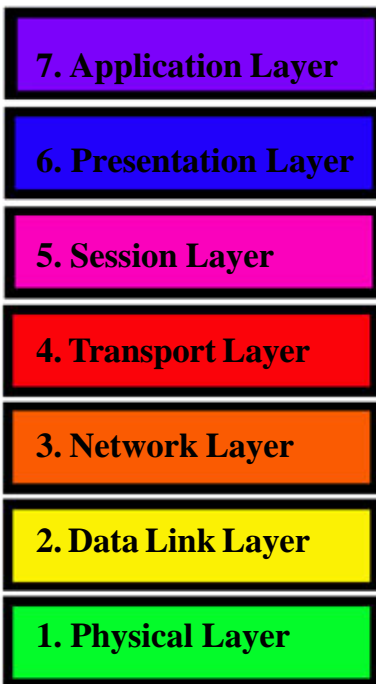 7. Application Layer
6. Presentation Layer
5. Session Layer
4. Transport Layer
3. Network Layer
2. Data Link Layer
1. Physical Layer